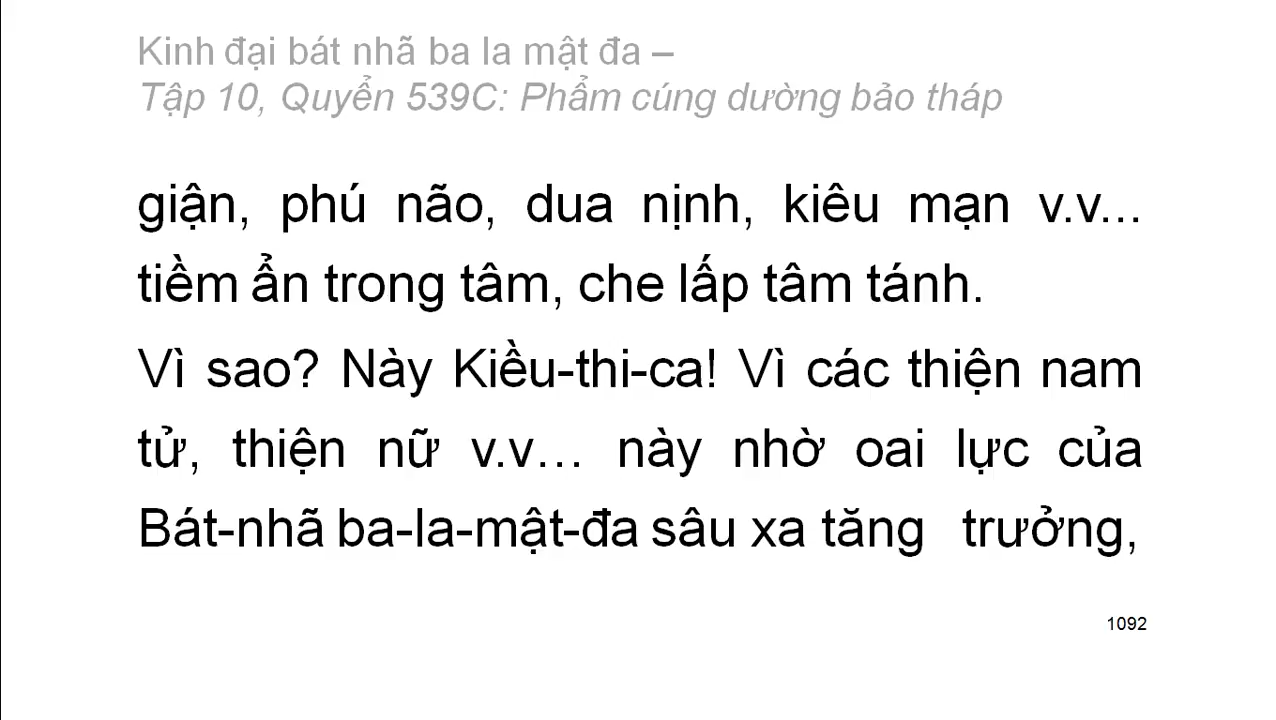 Kinh đại bát nhã ba la mật đa –
Tập 10, Quyển 539C: Phẩm cúng dường bảo tháp
giận, phú não, dua nịnh, kiêu mạn v.v...
tiềm ẩn trong tâm, che lấp tâm tánh.
Vì sao? Này Kiều-thi-ca! Vì các thiện nam
tử, thiện nữ v.v… này nhờ oai lực của
Bát-nhã ba-la-mật-đa sâu xa tăng trưởng,
1092